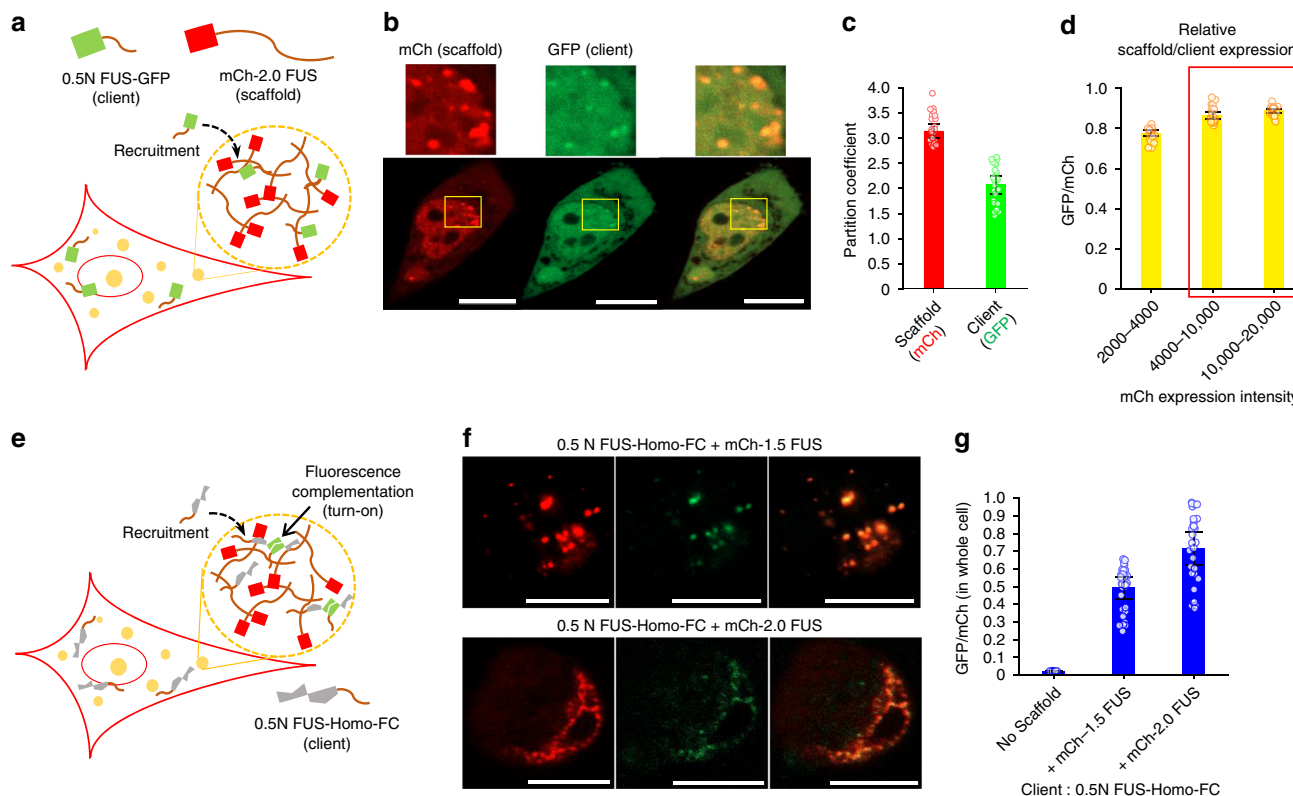 a
0.5N FUS-GFP
(client)
mCh-2.0 FUS
(scaffold)
Recruitment
b
mCh (scaffold)
GFP (client)
c
Partition coefficient
4.0
3.5
3.0
2.5
2.0
1.5
1.0
0.5
0.0
Scaffold
(mCh)
Client
(GFP)
d
Relative
scaffold/client expression
GFP/mCh
1.0
0.8
0.6
0.4
0.2
0
2000–4000
4000–10,000
10,000–20,000
mCh expression intensity
e
Recruitment
Fluorescence
complementation
(turn-on)
0.5N FUS-Homo-FC
(client)
f
0.5 N FUS-Homo-FC + mCh-1.5 FUS
0.5 N FUS-Homo-FC + mCh-2.0 FUS
g
GFP/mCh (in whole cell)
1.0
0.9
0.8
0.7
0.6
0.5
0.4
0.3
0.2
0.1
0
No Scaffold
+ mCh–1.5 FUS
+ mCh-2.0 FUS
Client : 0.5N FUS-Homo-FC